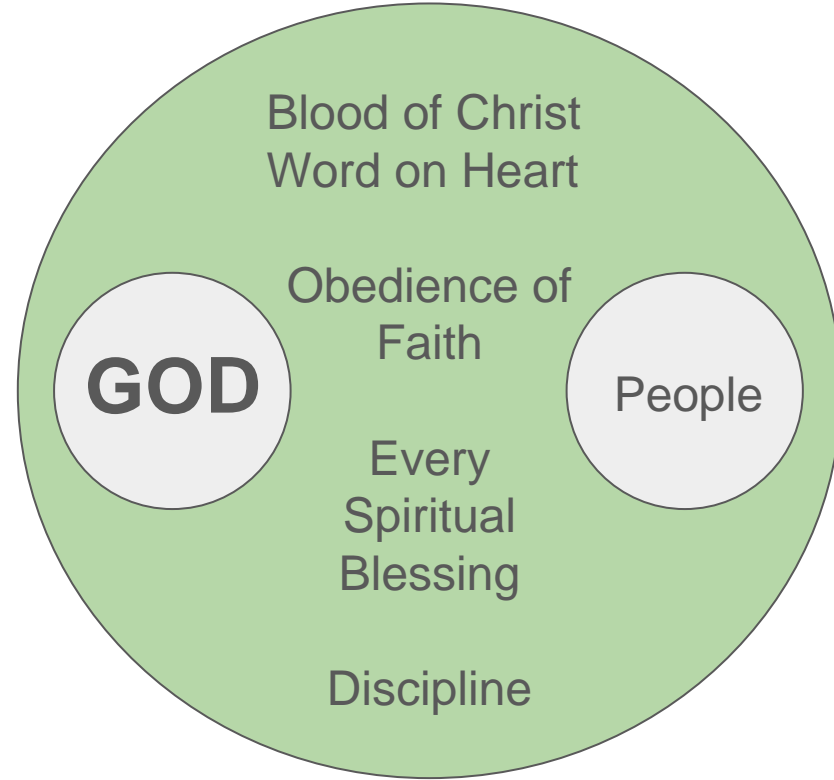 Blood of Christ
Word on Heart
Obedience of
Faith
GOD
People
Every
Spiritual
Blessing
Discipline